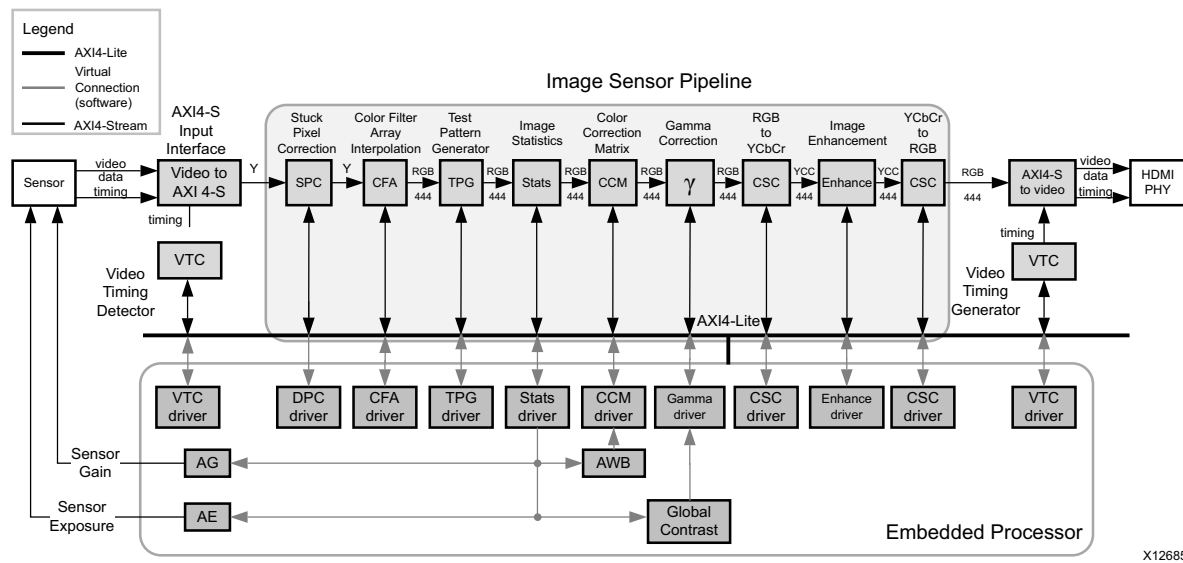 Legend
AXI4-Lite
Virtual
Connection
(software)
AXI4-Stream
Image Sensor Pipeline
AXI4-S
Input
Interface
Stuck
Pixel
Correction
Color Filter
Array
Interpolation
Test
Pattern
Generator
Image
Statistics
Color
Correction
Matrix
Gamma
Correction
RGB
to
YCbCr
Image
Enhancement
YCbCr
to
RGB
Sensor
video
data
timing
Video to
AXI 4-S
Y
SPC
Y
CFA
RGB
444
TPG
RGB
444
Stats
RGB
444
CCM
RGB
444
γ
RGB
444
CSC
YCC
444
Enhance
YCC
444
CSC
RGB
444
AXI4-S
to video
video
data
timing
HDMI
PHY
timing
timing
VTC
Video
Timing
Detector
VTC
Video
Timing
Generator
AXI4-Lite
VTC
driver
DPC
driver
CFA
driver
TPG
driver
Stats
driver
CCM
driver
Gamma
driver
CSC
driver
Enhance
driver
CSC
driver
VTC
driver
Sensor
Gain
AG
AWB
Sensor
Exposure
AE
Global
Contrast
Embedded Processor
X12685